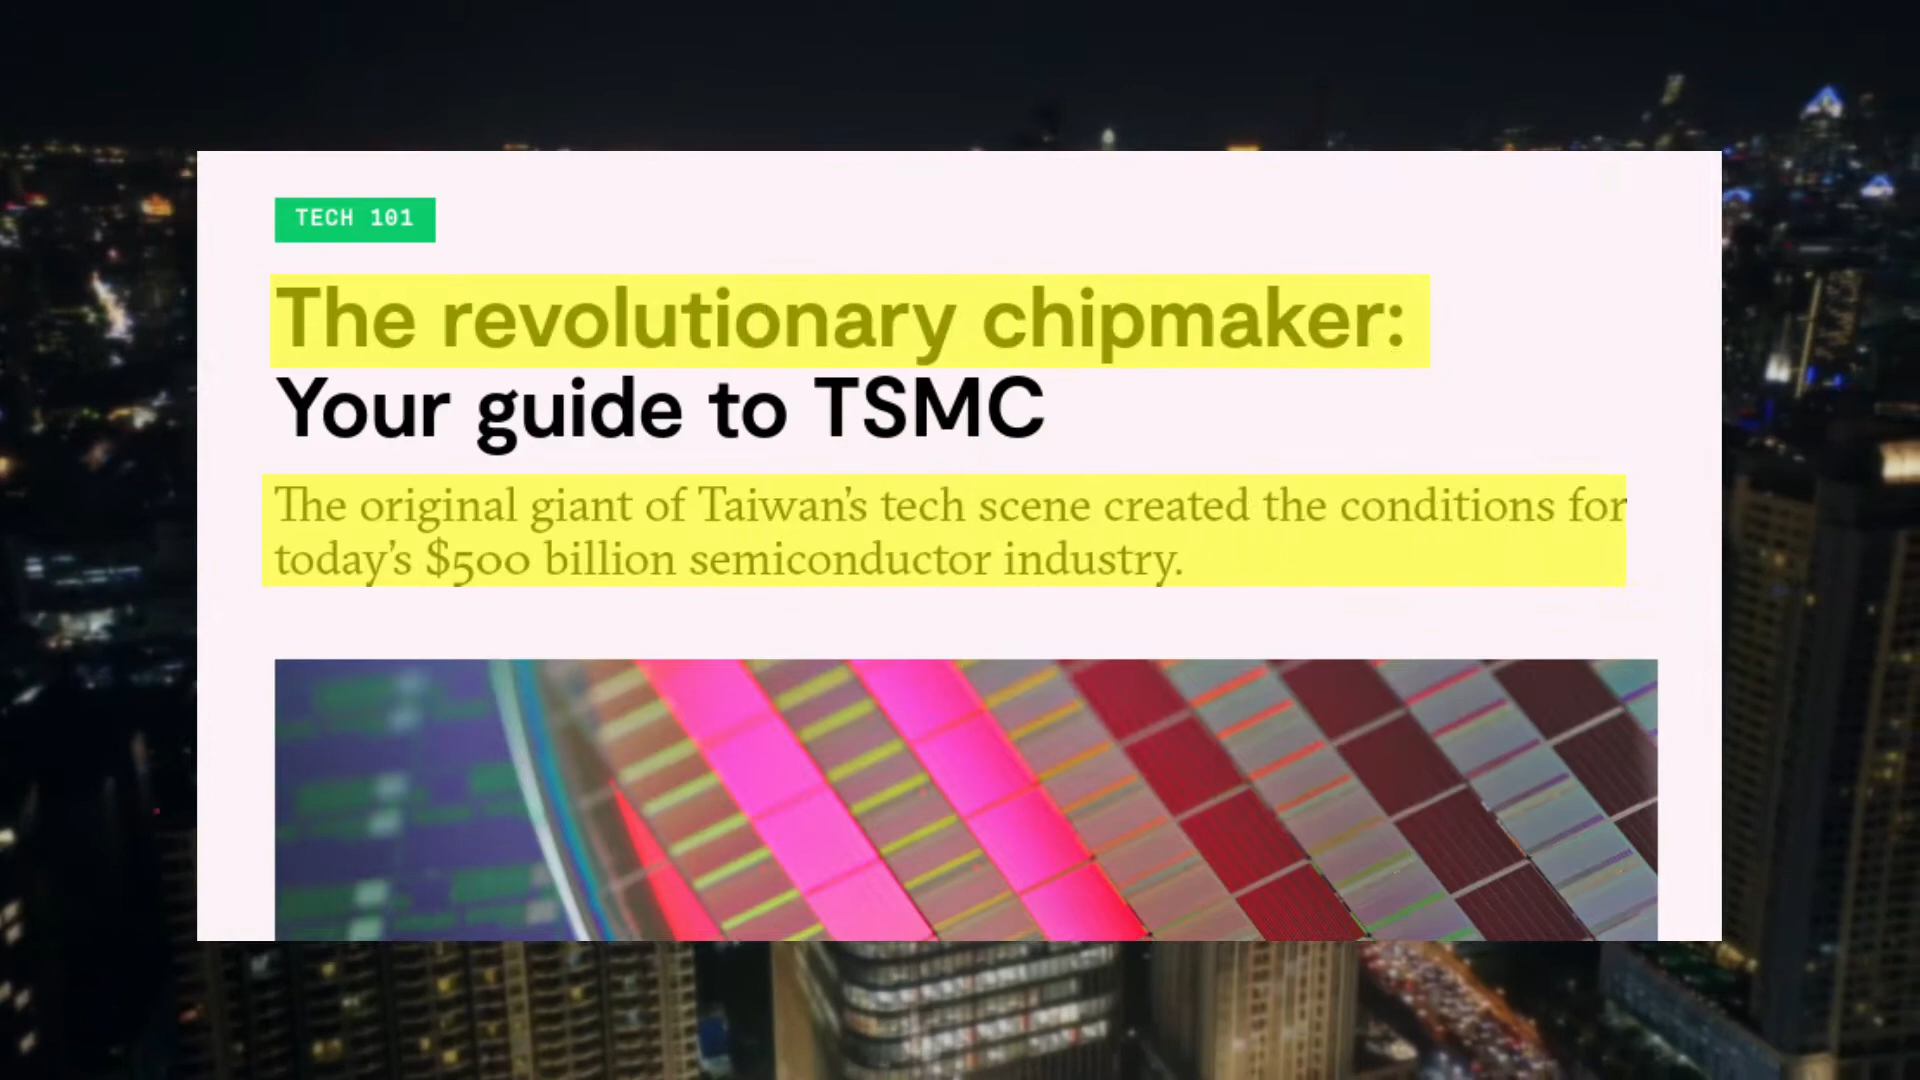 TECH 101
The revolutionary chipmaker:
Your guide to TSMC
The original giant of Taiwan’s tech scene created the conditions for
today’s $500 billion semiconductor industry.